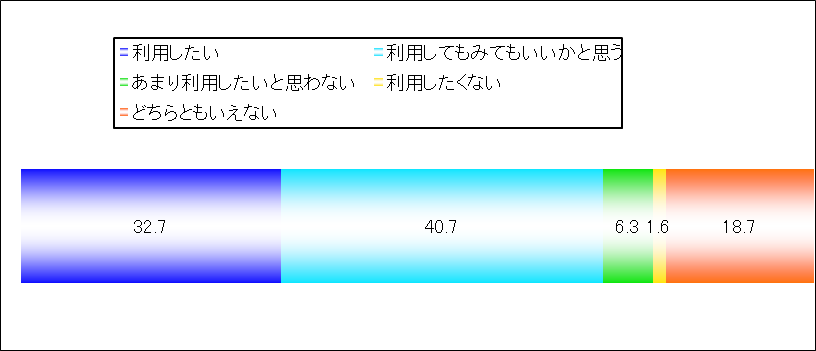 利用したい 利用してもみてもいいかと思う
あまり利用したいと思わない 利用したくない
どちらともいえない
32.7 40.7 6.3 1.6 18.7